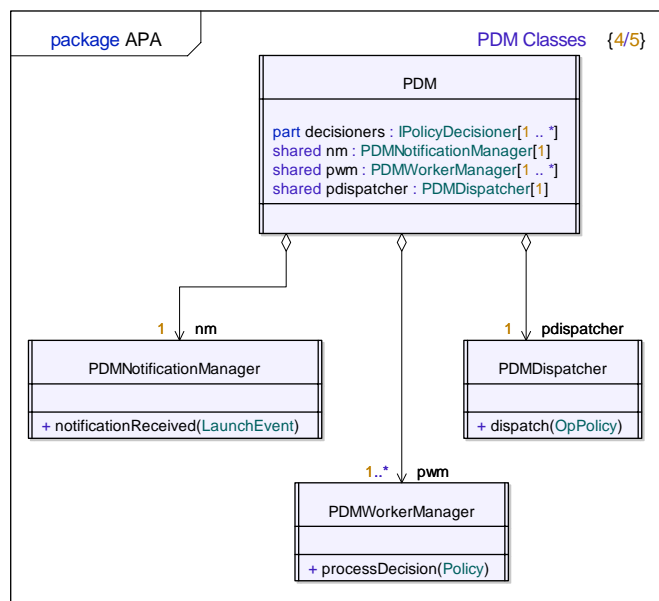 package APA
PDM Classes {4/5}
PDM
part decisioners : IPolicyDecisioner[1 .. *]
shared nm : PDMNotificationManager[1]
shared pwm : PDMWorkerManager[1 .. *]
shared pdispatcher : PDMDispatcher[1]
1 nm
1 pdispatcher
PDMNotificationManager
+ notificationReceived(LaunchEvent)
PDMDispatcher
+ dispatch(OpPolicy)
1..* pwm
PDMWorkerManager
+ processDecision(Policy)